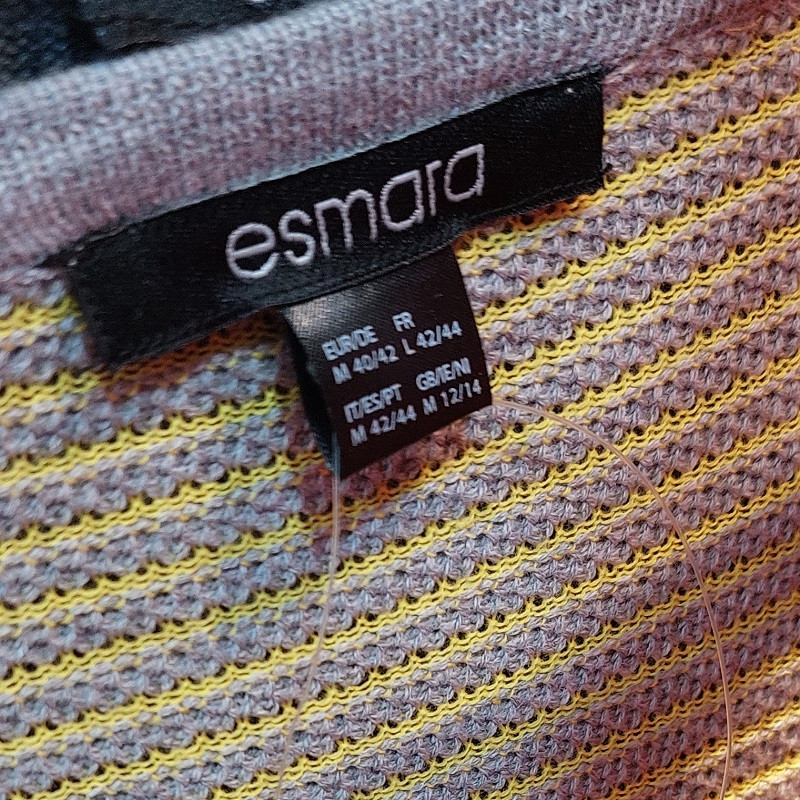 esmara
EUR/DE FR
M 40/42 L 42/44
IT/ES/PT GB/IE/NI
M 42/44 M 12/14